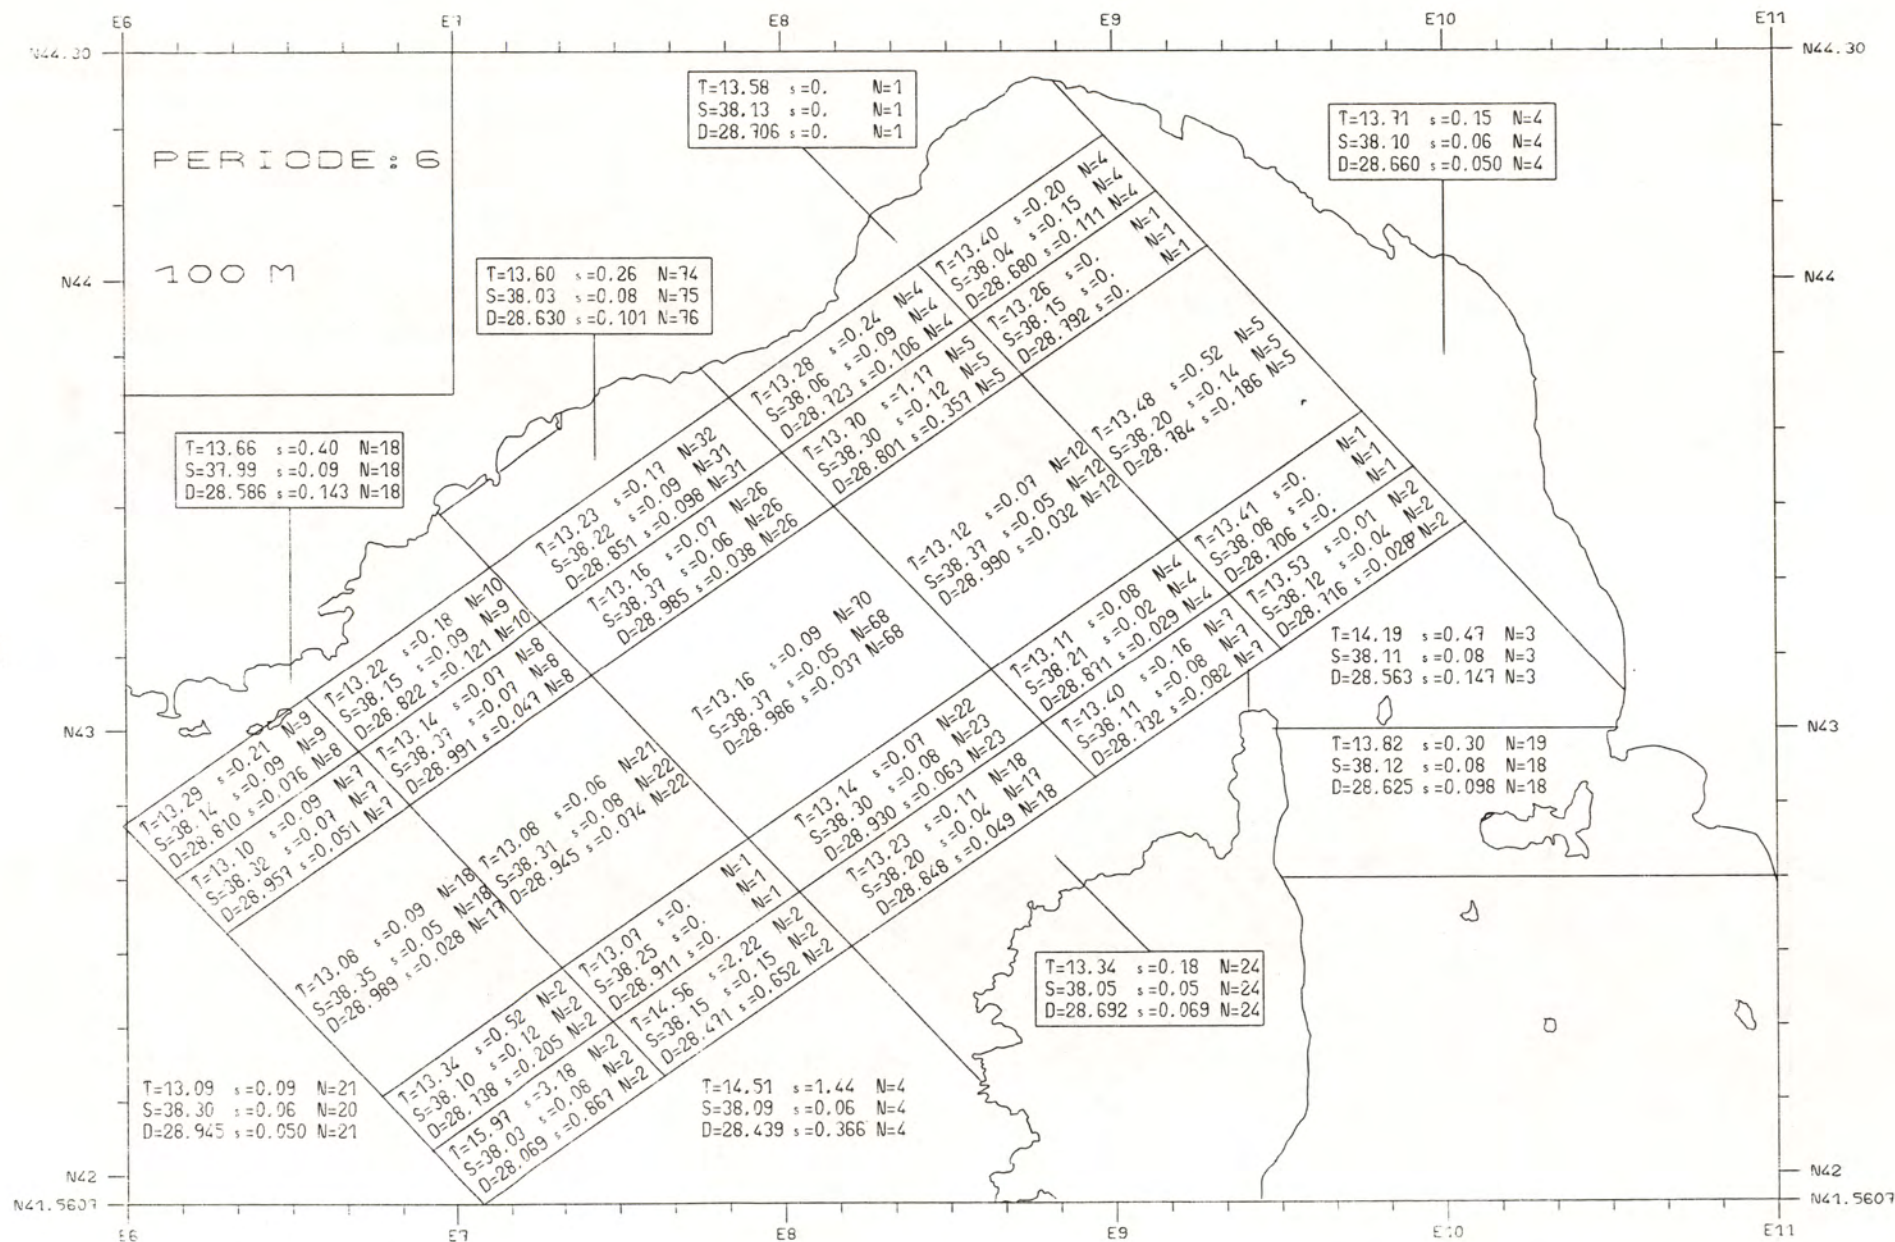 E6 E7 E8 E9 E10 E11
N44.30 N44.30
PERIODE: 6
100 M
T=13.58 s=0. N=1
S=38.13 s=0. N=1
D=28.706 s=0. N=1
T=13.71 s=0.15 N=4
S=38.10 s=0.06 N=4
D=28.660 s=0.050 N=4
T=13.60 s=0.26 N=74
S=38.03 s=0.08 N=75
D=28.630 s=0.101 N=76
N44 N44
T=13.66 s=0.40 N=18
S=37.99 s=0.09 N=18
D=28.586 s=0.143 N=18
T=13.40 s=0.20 N=4
S=38.04 s=0.15 N=4
D=28.680 s=0.111 N=4
T=13.26 s=0. N=1
S=38.15 s=0. N=1
D=28.792 s=0. N=1
T=13.28 s=0.24 N=4
S=38.06 s=0.09 N=4
D=28.723 s=0.106 N=4
T=13.70 s=1.17 N=5
S=38.30 s=0.12 N=5
D=28.801 s=0.357 N=5
T=13.48 s=0.52 N=5
S=38.20 s=0.14 N=5
D=28.784 s=0.186 N=5
T=13.23 s=0.17 N=32
S=38.22 s=0.09 N=31
D=28.851 s=0.098 N=31
T=13.16 s=0.07 N=26
S=38.37 s=0.06 N=26
D=28.985 s=0.038 N=26
T=13.12 s=0.07 N=12
S=38.37 s=0.05 N=12
D=28.990 s=0.032 N=12
T=13.41 s=0. N=1
S=38.08 s=0. N=1
D=28.706 s=0. N=1
T=13.53 s=0.01 N=2
S=38.12 s=0.04 N=2
D=28.716 s=0.028 N=2
T=13.22 s=0.18 N=10
S=38.15 s=0.09 N=9
D=28.822 s=0.121 N=10
T=13.14 s=0.07 N=8
S=38.37 s=0.07 N=8
D=28.991 s=0.047 N=8
T=13.16 s=0.09 N=70
S=38.37 s=0.05 N=68
D=28.986 s=0.037 N=68
T=13.11 s=0.08 N=4
S=38.21 s=0.02 N=4
D=28.871 s=0.029 N=4
T=13.40 s=0.16 N=7
S=38.11 s=0.08 N=7
D=28.732 s=0.082 N=7
T=14.19 s=0.47 N=3
S=38.11 s=0.08 N=3
D=28.563 s=0.147 N=3
N43 N43
T=13.82 s=0.30 N=19
S=38.12 s=0.08 N=18
D=28.625 s=0.098 N=18
T=13.29 s=0.21 N=9
S=38.14 s=0.09 N=9
D=28.810 s=0.076 N=8
T=13.10 s=0.09 N=7
S=38.32 s=0.07 N=7
D=28.957 s=0.051 N=7
T=13.08 s=0.06 N=21
S=38.31 s=0.08 N=22
D=28.945 s=0.074 N=22
T=13.14 s=0.07 N=22
S=38.30 s=0.08 N=23
D=28.930 s=0.063 N=23
T=13.23 s=0.11 N=18
S=38.20 s=0.04 N=17
D=28.848 s=0.049 N=18
T=13.08 s=0.09 N=18
S=38.35 s=0.05 N=18
D=28.989 s=0.028 N=17
T=13.07 s=0. N=1
S=38.25 s=0. N=1
D=28.911 s=0. N=1
T=14.56 s=2.22 N=2
S=38.15 s=0.15 N=2
D=28.471 s=0.652 N=2
T=13.34 s=0.18 N=24
S=38.05 s=0.05 N=24
D=28.692 s=0.069 N=24
T=13.34 s=0.52 N=2
S=38.10 s=0.12 N=2
D=28.738 s=0.205 N=2
T=15.97 s=3.18 N=2
S=38.03 s=0.08 N=2
D=28.069 s=0.867 N=2
T=13.09 s=0.09 N=21
S=38.30 s=0.06 N=20
D=28.945 s=0.050 N=21
T=14.51 s=1.44 N=4
S=38.09 s=0.06 N=4
D=28.439 s=0.366 N=4
N42 N42
N41.5607 N41.5607
E6 E7 E8 E9 E10 E11